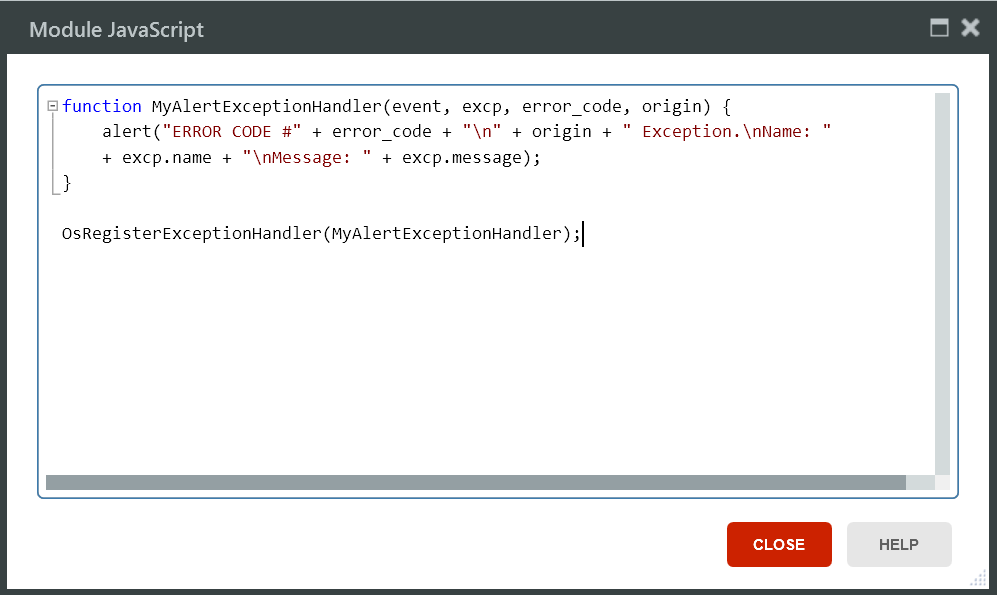 Module JavaScript
function MyAlertExceptionHandler(event, excp, error_code, origin) {
    alert("ERROR CODE #" + error_code + "\n" + origin + " Exception.\nName: "
    + excp.name + "\nMessage: " + excp.message);
}
OsRegisterExceptionHandler(MyAlertExceptionHandler);
CLOSE HELP